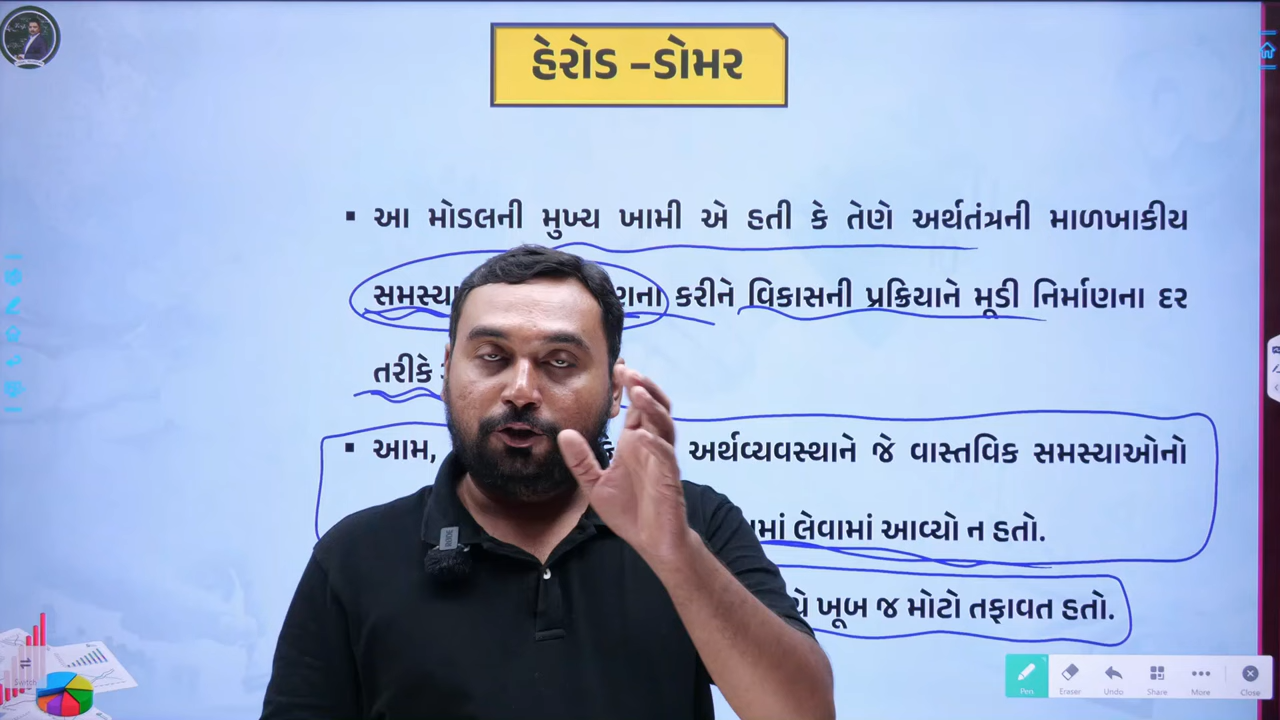 હેરોડ –ડોમર
▪ આ મોડલની મુખ્ય ખામી એ હતી કે તેણે અર્થતંત્રની માળખાકીય
સમસ્યા ના કરીને વિકાસની પ્રક્રિયાને મૂડી નિર્માણના દર
તરીકે
▪ આમ, અર્થવ્યવસ્થાને જે વાસ્તવિક સમસ્યાઓનો
લેવામાં આવ્યો ન હતો.
ખૂબ જ મોટો તફાવત હતો.
Switch
Pen Eraser Undo Share More Close